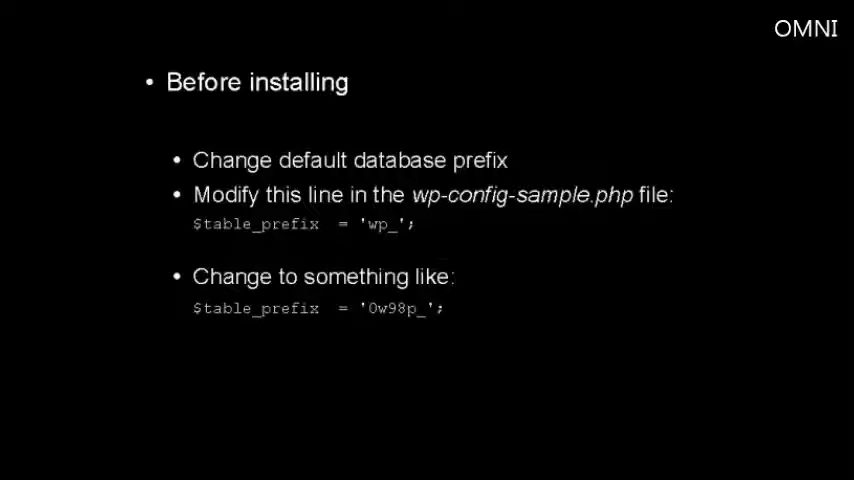 OMNI
• Before installing
• Change default database prefix
• Modify this line in the wp-config-sample.php file:
$table_prefix  = 'wp_';
• Change to something like:
$table_prefix  = '0w98p_';